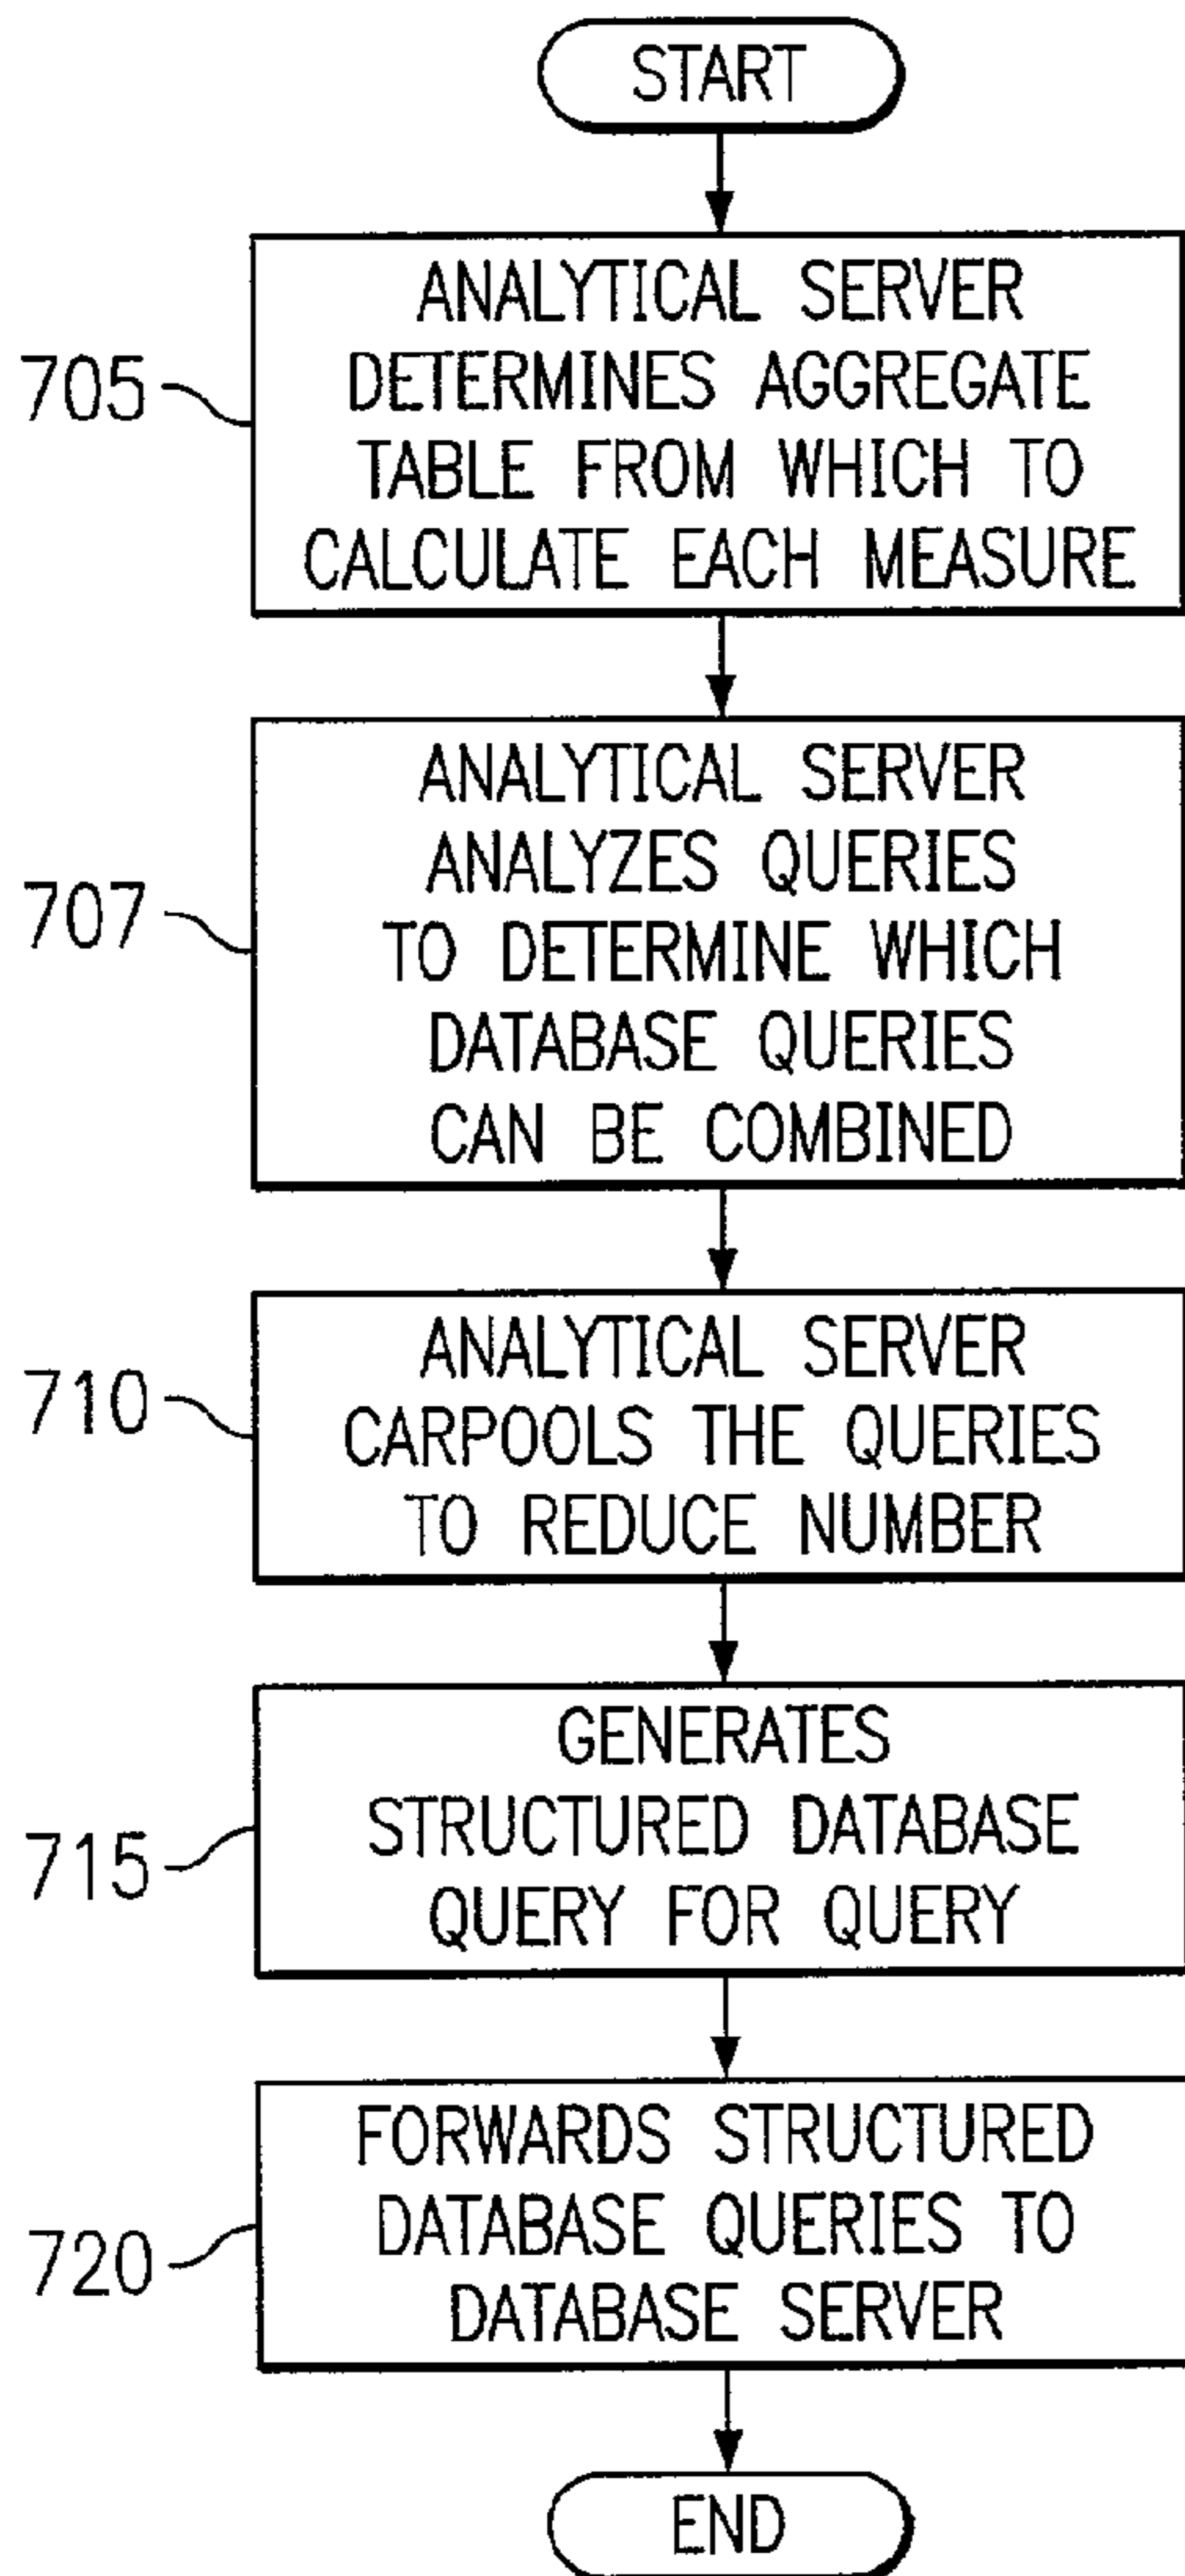 START
705
ANALYTICAL SERVER
DETERMINES AGGREGATE
TABLE FROM WHICH TO
CALCULATE EACH MEASURE
707
ANALYTICAL SERVER
ANALYZES QUERIES
TO DETERMINE WHICH
DATABASE QUERIES
CAN BE COMBINED
710
ANALYTICAL SERVER
CARPOOLS THE QUERIES
TO REDUCE NUMBER
715
GENERATES
STRUCTURED DATABASE
QUERY FOR QUERY
720
FORWARDS STRUCTURED
DATABASE QUERIES TO
DATABASE SERVER
END